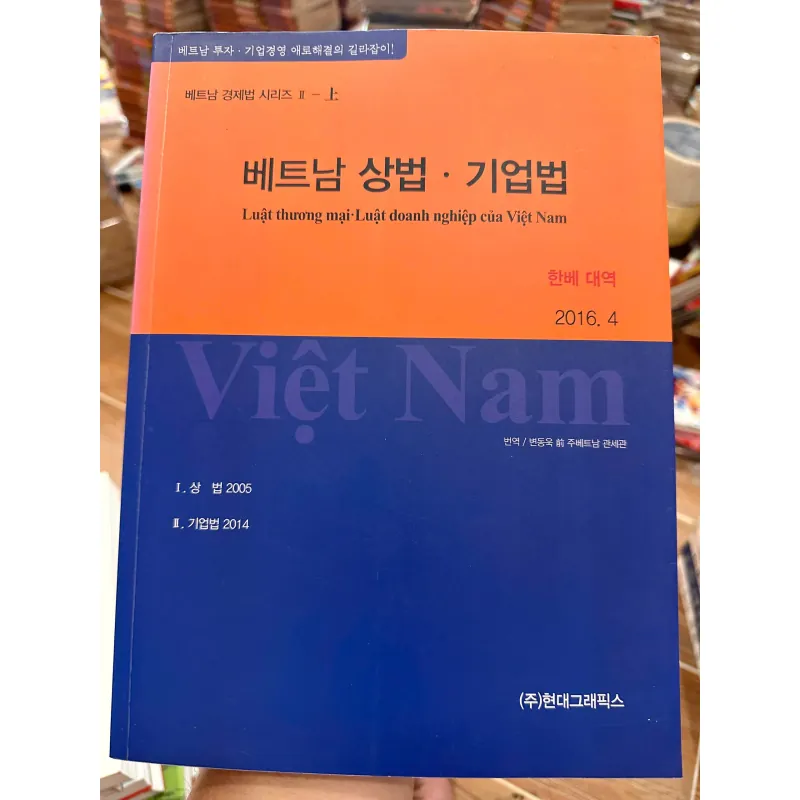 베트남 투자 · 기업경영 애로해결의 길라잡이!
베트남 경제법 시리즈 Ⅱ - 上
베트남 상법 · 기업법
Luật thương mại·Luật doanh nghiệp của Việt Nam
한베 대역
2016. 4
Việt Nam
번역 / 변동욱 前 주베트남 관세관
Ⅰ. 상 법 2005
Ⅱ. 기업법 2014
(주)현대그래픽스